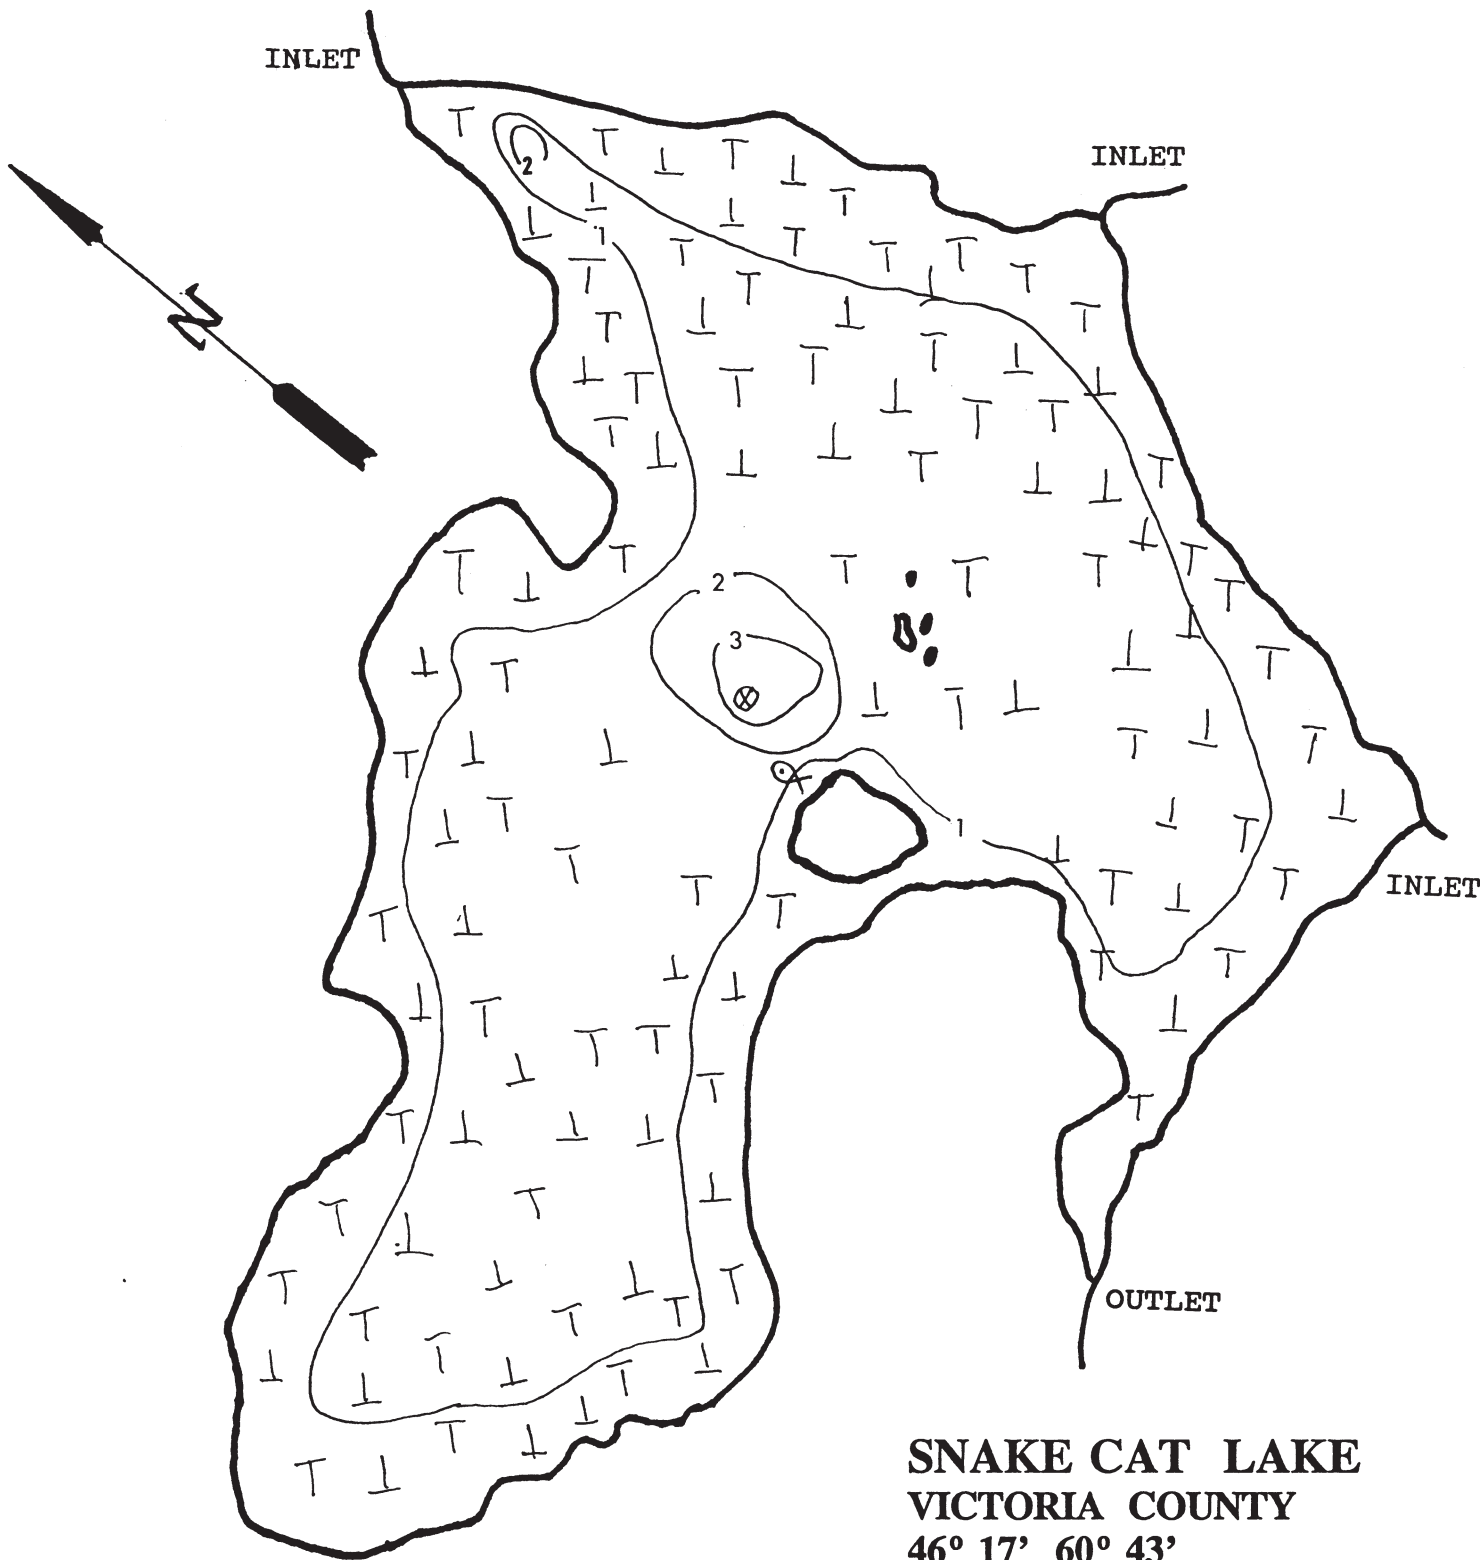 INLET
INLET
2
1
N
2
3
1
INLET
OUTLET
SNAKE CAT LAKE
VICTORIA COUNTY
46° 17' 60° 43'